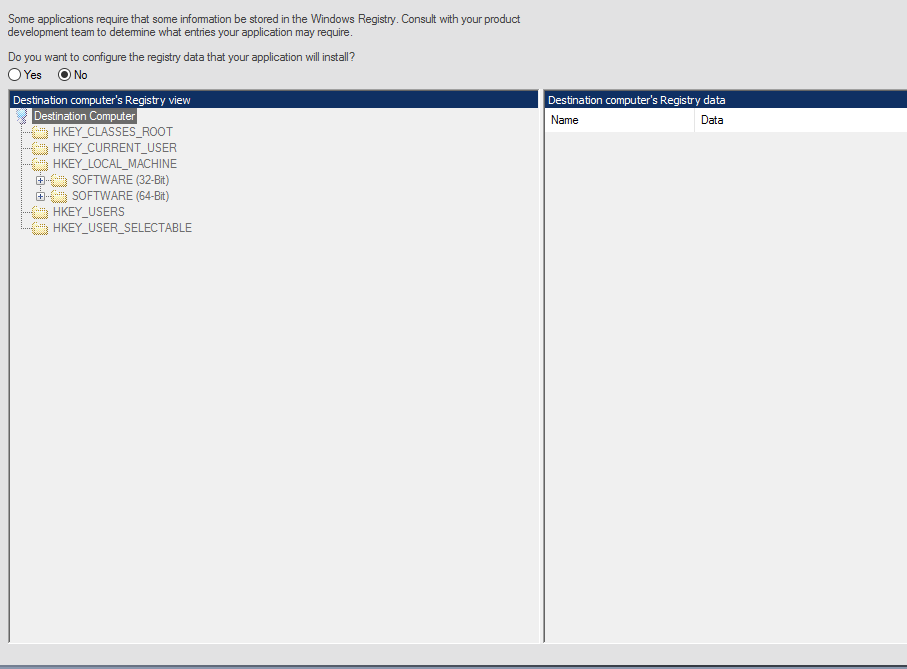 Some applications require that some information be stored in the Windows Registry. Consult with your product
development team to determine what entries your application may require.
Do you want to configure the registry data that your application will install?
Yes No
Destination computer's Registry view
Destination Computer
HKEY_CLASSES_ROOT
HKEY_CURRENT_USER
HKEY_LOCAL_MACHINE
SOFTWARE (32-Bit)
SOFTWARE (64-Bit)
HKEY_USERS
HKEY_USER_SELECTABLE
Destination computer's Registry data
Name Data